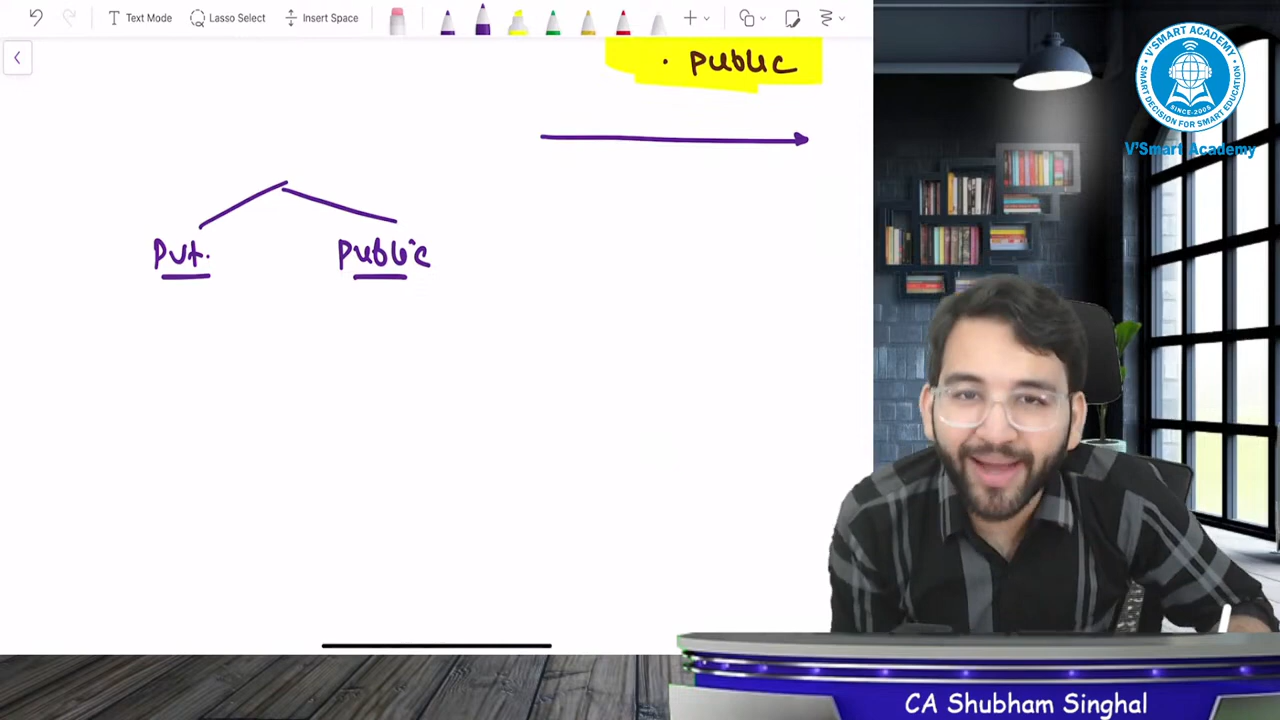 Text Mode Lasso Select Insert Space
• Public
Pvt. Public
V'SMART ACADEMY
SMART DECISION FOR SMART EDUCATION
SINCE-2005
V'Smart Academy
CA Shubham Singhal